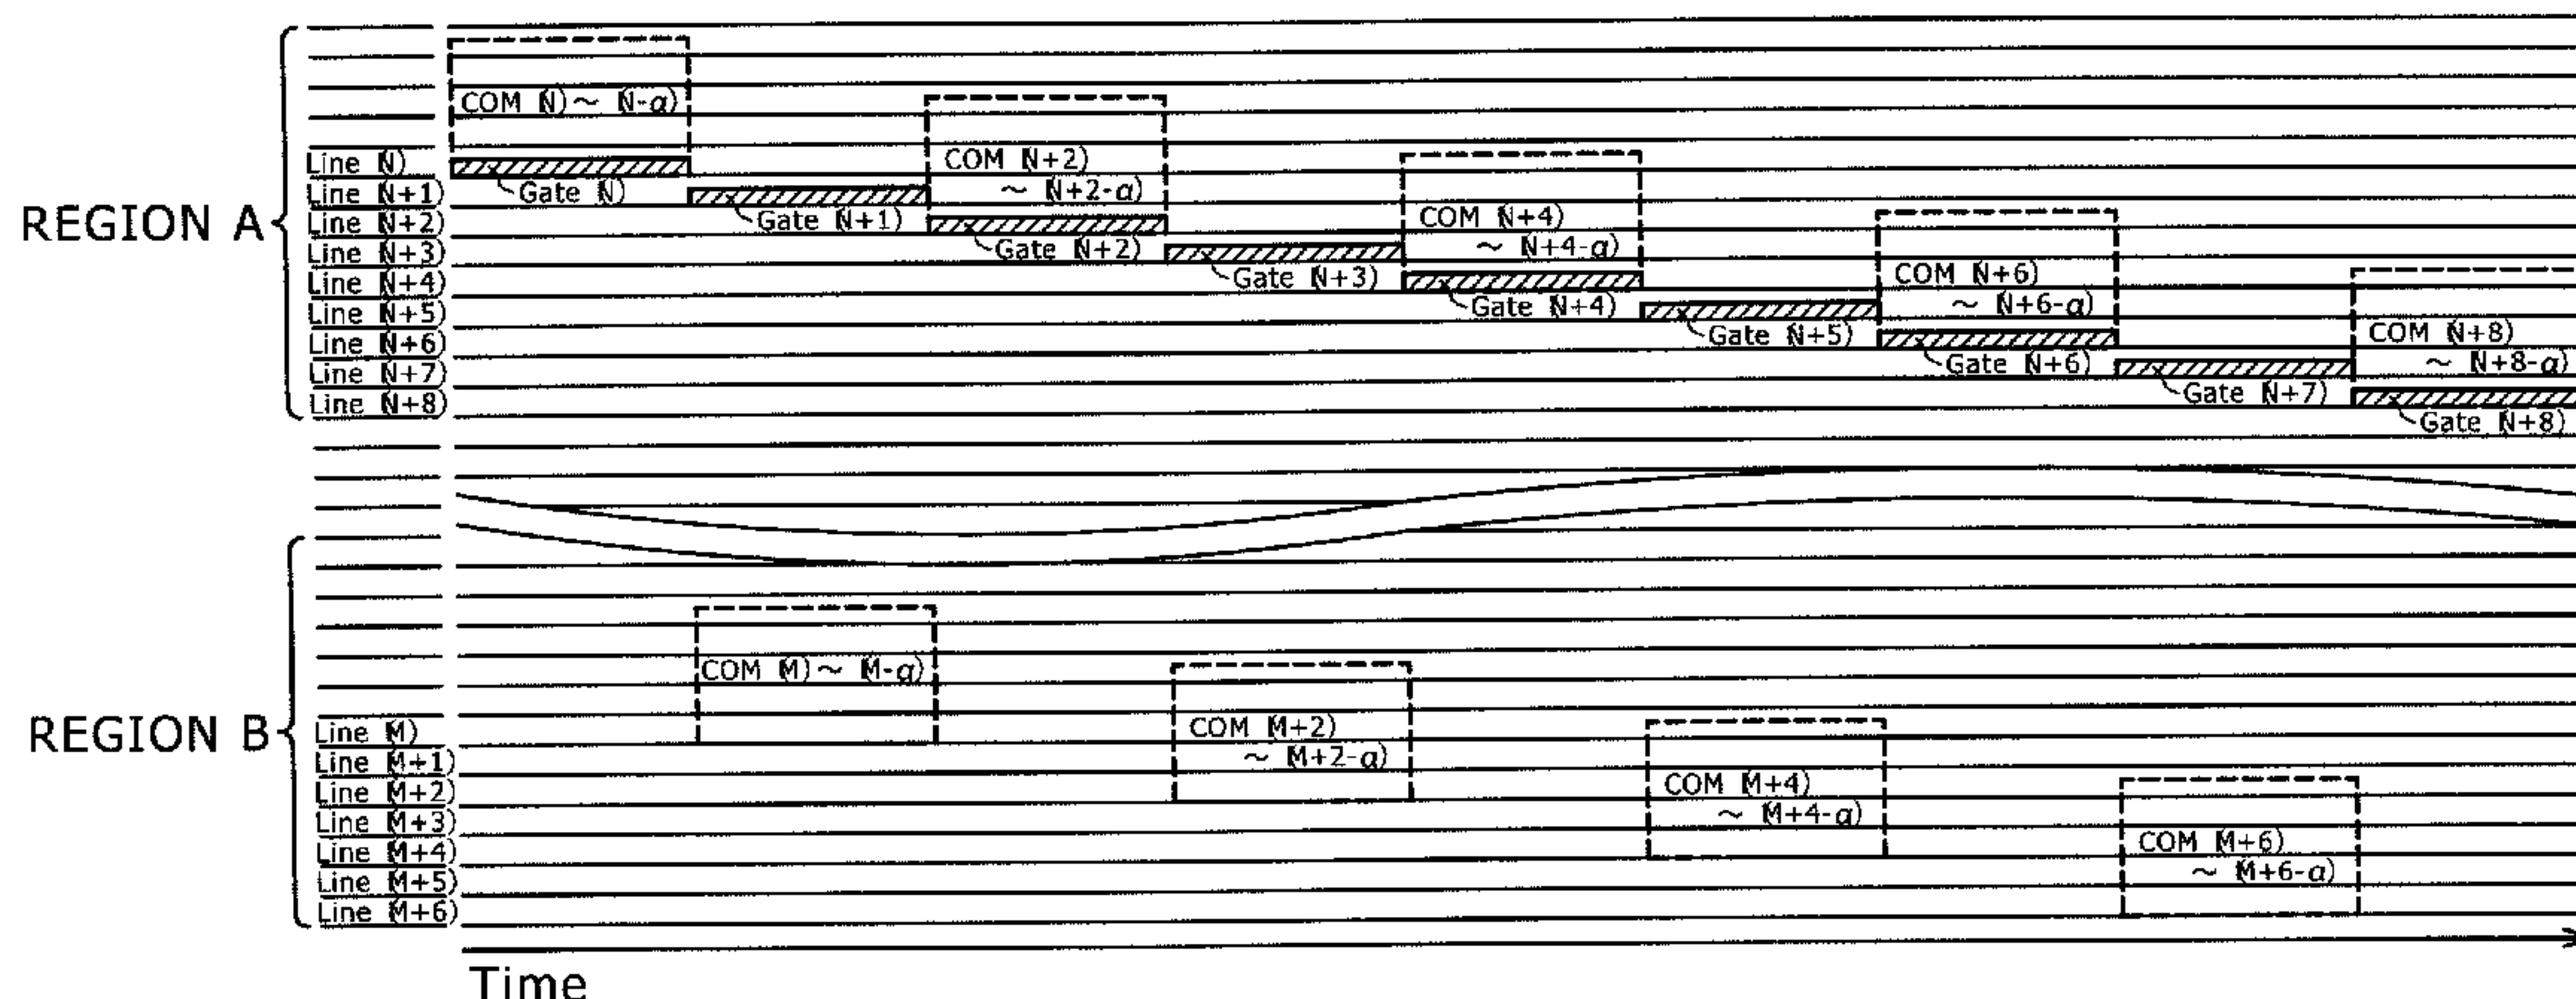 REGION A
Line (N)
Line (N+1)
Line (N+2)
Line (N+3)
Line (N+4)
Line (N+5)
Line (N+6)
Line (N+7)
Line (N+8)
COM (N)~(N-α)
Gate (N)
Gate (N+1)
COM (N+2)
~(N+2-α)
Gate (N+2)
Gate (N+3)
COM (N+4)
~(N+4-α)
Gate (N+4)
Gate (N+5)
COM (N+6)
~(N+6-α)
Gate (N+6)
Gate (N+7)
COM (N+8)
~(N+8-α)
Gate (N+8)
REGION B
Line (M)
Line (M+1)
Line (M+2)
Line (M+3)
Line (M+4)
Line (M+5)
Line (M+6)
COM (M)~(M-α)
COM (M+2)
~(M+2-α)
COM (M+4)
~(M+4-α)
COM (M+6)
~(M+6-α)
Time